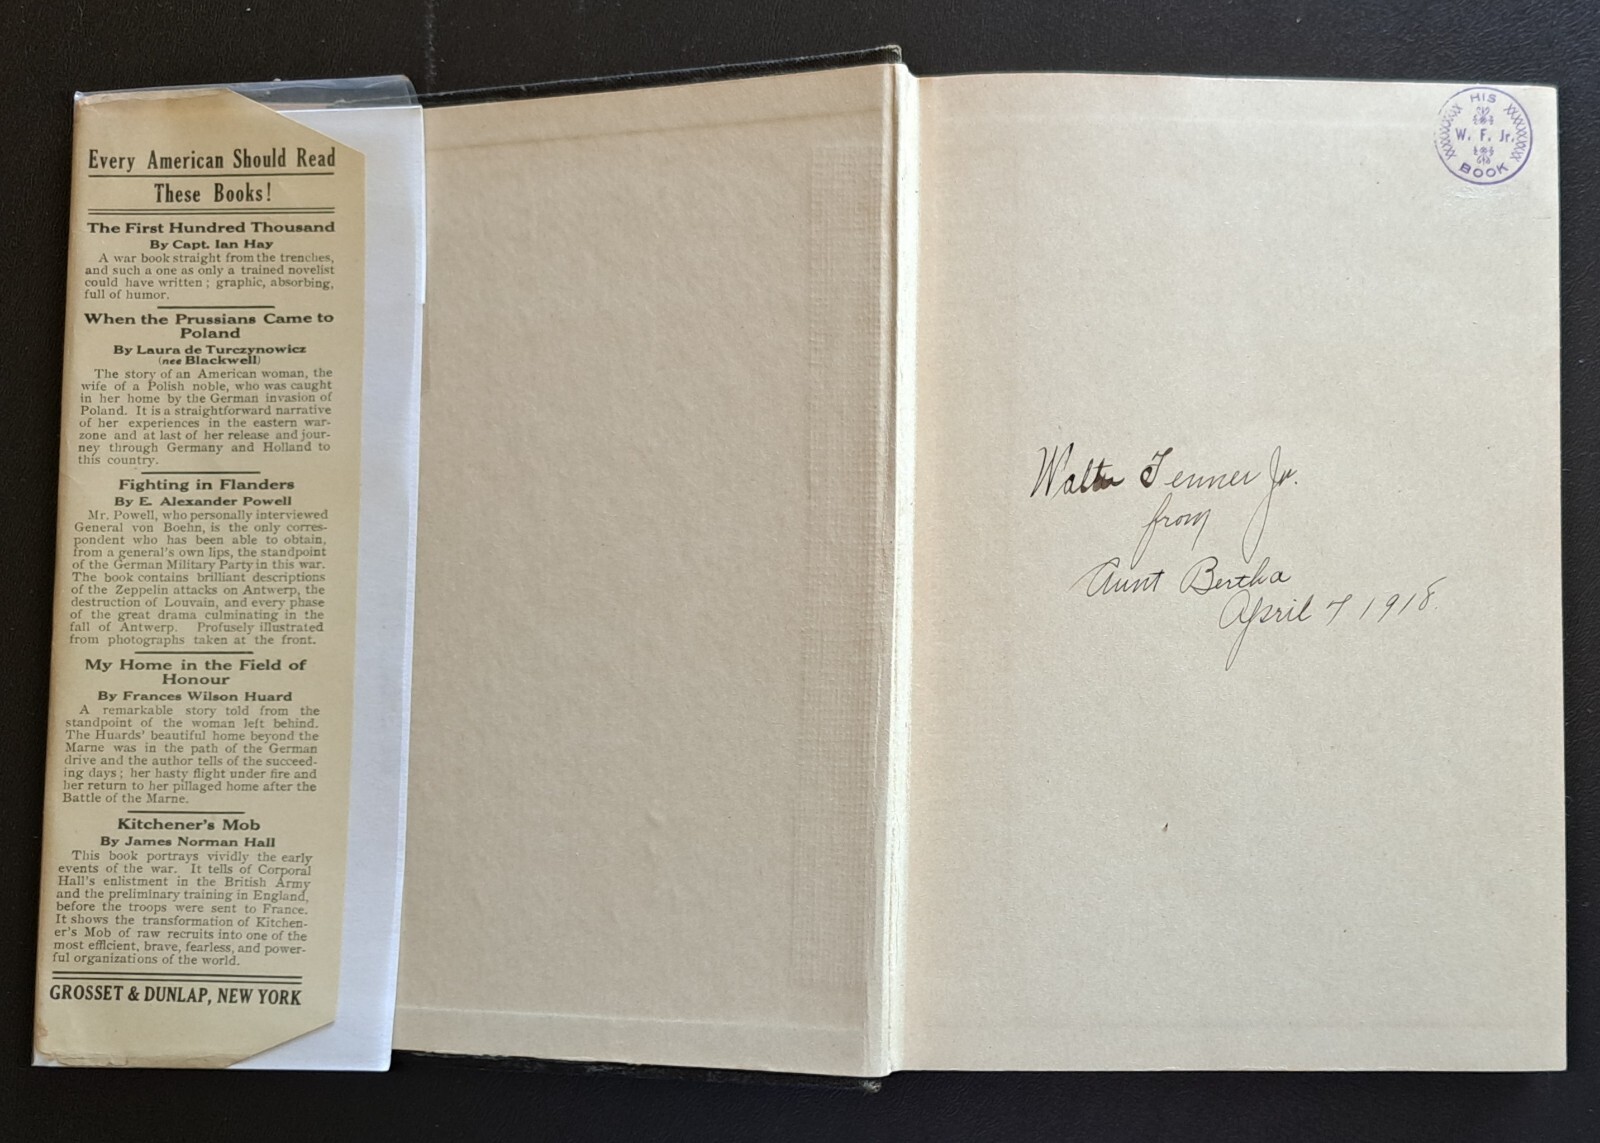 Every American Should Read
These Books!
The First Hundred Thousand
By Capt. Ian Hay
A war book straight from the trenches,
and such a one as only a trained novelist
could have written ; graphic, absorbing,
full of humor.
When the Prussians Came to
Poland
By Laura de Turczynowicz
(nee Blackwell)
The story of an American woman, the
wife of a Polish noble, who was caught
in her home by the German invasion of
Poland. It is a straightforward narrative
of her experiences in the eastern war-
zone and at last of her release and jour-
ney through Germany and Holland to
this country.
Fighting in Flanders
By E. Alexander Powell
Mr. Powell, who personally interviewed
General von Boehn, is the only corres-
pondent who has been able to obtain,
from a general's own lips, the standpoint
of the German Military Party in this war.
The book contains brilliant descriptions
of the Zeppelin attacks on Antwerp, the
destruction of Louvain, and every phase
of the great drama culminating in the
fall of Antwerp. Profusely illustrated
from photographs taken at the front.
My Home in the Field of
Honour
By Frances Wilson Huard
A remarkable story told from the
standpoint of the woman left behind.
The Huards' beautiful home beyond the
Marne was in the path of the German
drive and the author tells of the succeed-
ing days ; her hasty flight under fire and
her return to her pillaged home after the
Battle of the Marne.
Kitchener's Mob
By James Norman Hall
This book portrays vividly the early
events of the war. It tells of Corporal
Hall's enlistment in the British Army
and the preliminary training in England,
before the troops were sent to France.
It shows the transformation of Kitchen-
er's Mob of raw recruits into one of the
most efficient, brave, fearless, and power-
ful organizations of the world.
GROSSET & DUNLAP, NEW YORK
HIS
W. F. Jr.
BOOK
Walter Fenner Jr.
from
Aunt Bertha
April 7 1918.